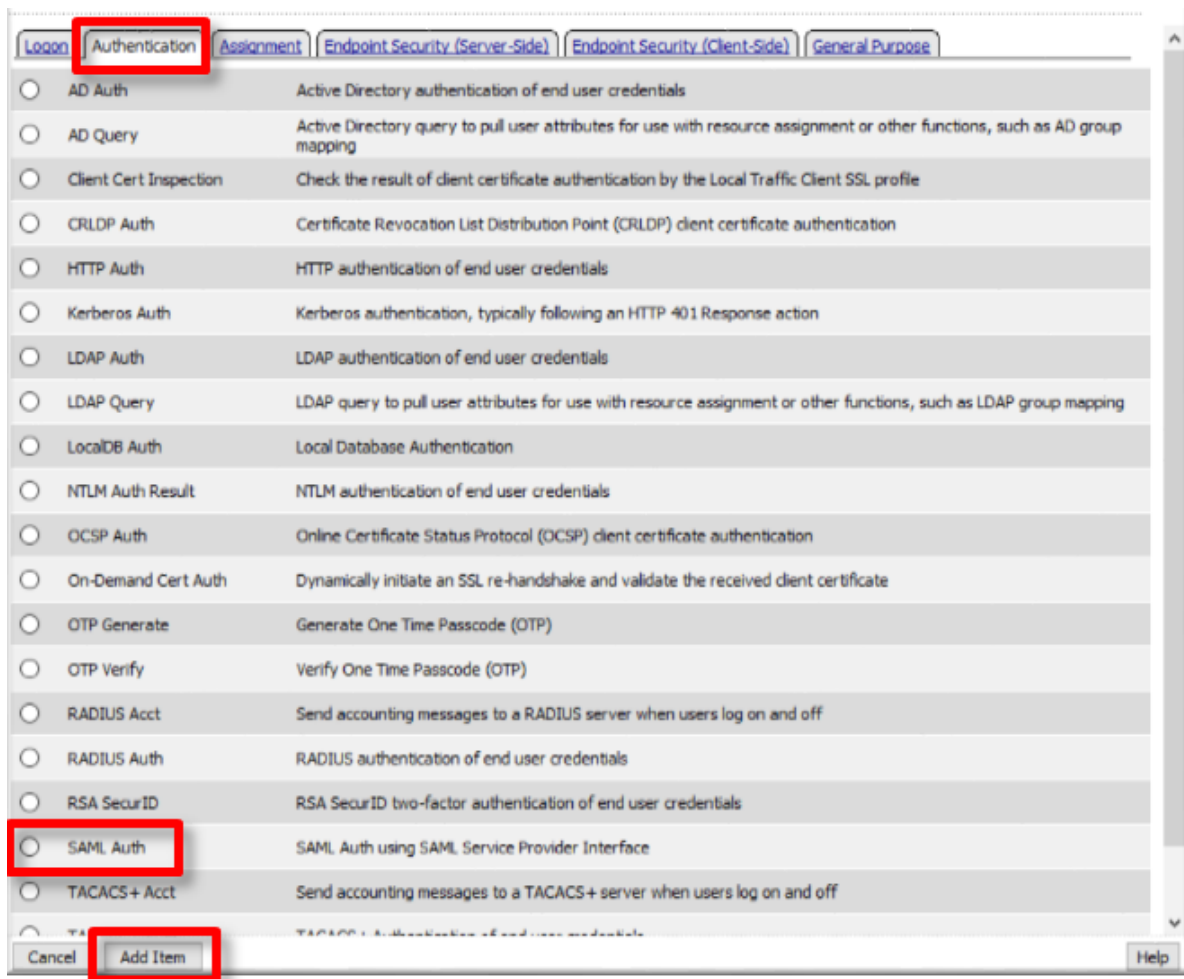 Logon Authentication Assignment Endpoint Security (Server-Side) Endpoint Security (Client-Side) General Purpose
AD Auth Active Directory authentication of end user credentials
AD Query Active Directory query to pull user attributes for use with resource assignment or other functions, such as AD group
mapping
Client Cert Inspection Check the result of client certificate authentication by the Local Traffic Client SSL profile
CRLDP Auth Certificate Revocation List Distribution Point (CRLDP) client certificate authentication
HTTP Auth HTTP authentication of end user credentials
Kerberos Auth Kerberos authentication, typically following an HTTP 401 Response action
LDAP Auth LDAP authentication of end user credentials
LDAP Query LDAP query to pull user attributes for use with resource assignment or other functions, such as LDAP group mapping
LocalDB Auth Local Database Authentication
NTLM Auth Result NTLM authentication of end user credentials
OCSP Auth Online Certificate Status Protocol (OCSP) client certificate authentication
On-Demand Cert Auth Dynamically initiate an SSL re-handshake and validate the received client certificate
OTP Generate Generate One Time Passcode (OTP)
OTP Verify Verify One Time Passcode (OTP)
RADIUS Acct Send accounting messages to a RADIUS server when users log on and off
RADIUS Auth RADIUS authentication of end user credentials
RSA SecurID RSA SecurID two-factor authentication of end user credentials
SAML Auth SAML Auth using SAML Service Provider Interface
TACACS+ Acct Send accounting messages to a TACACS+ server when users log on and off
TACACS+ Authentication of end user credentials
Cancel Add Item Help